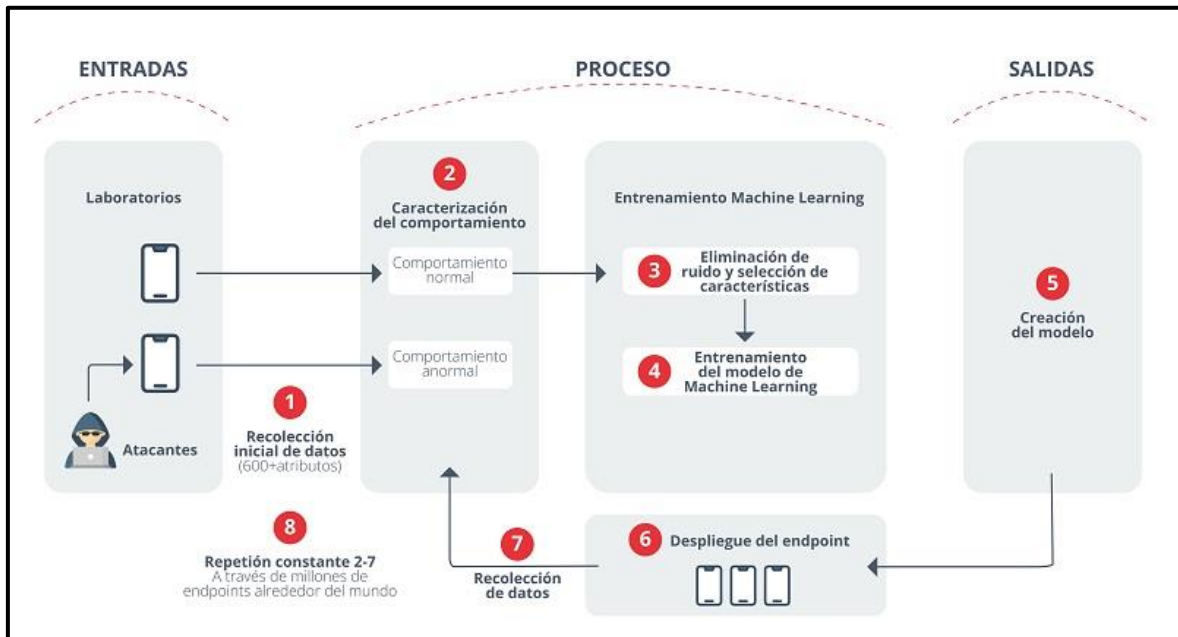 ENTRADAS
PROCESO
SALIDAS
Laboratorios
Atacantes
1
Recolección
inicial de datos
(600+atributos)
2
Caracterización
del comportamiento
Comportamiento
normal
Comportamiento
anormal
Entrenamiento Machine Learning
3
Eliminación de
ruido y selección de
características
4
Entrenamiento
del modelo de
Machine Learning
5
Creación
del modelo
6
Despliegue del endpoint
7
Recolección
de datos
8
Repetión constante 2-7
A través de millones de
endpoints alrededor del mundo